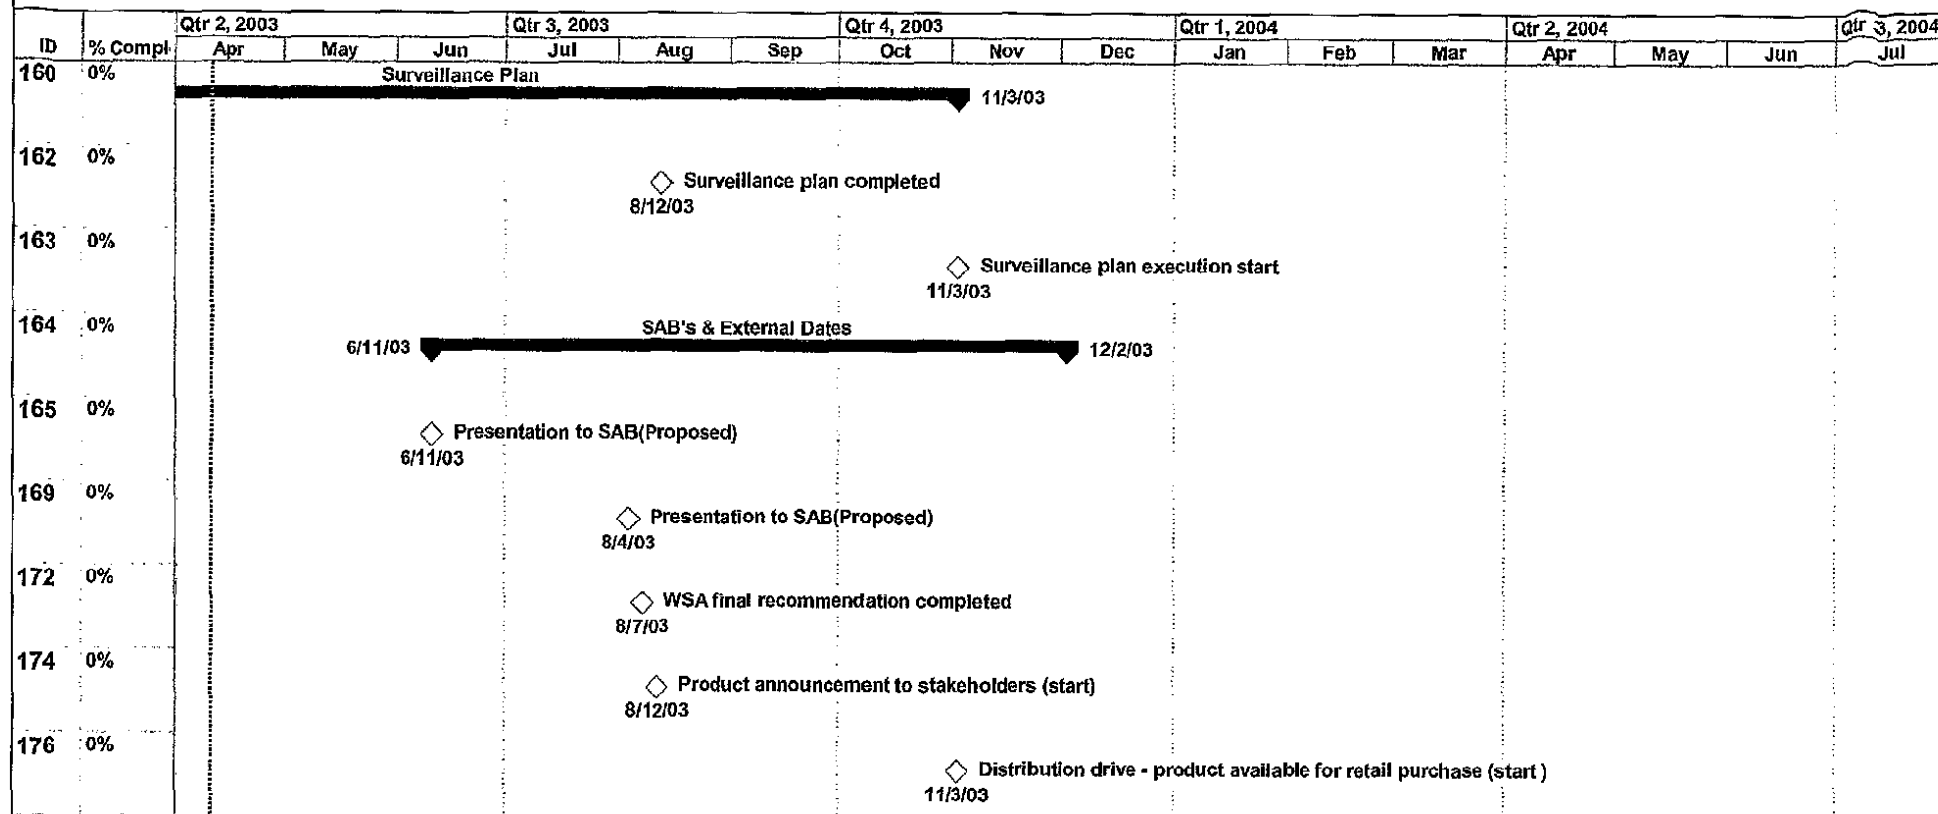 Qtr 2, 2003 Qtr 3, 2003 Qtr 4, 2003 Qtr 1, 2004 Qtr 2, 2004 Qtr 3, 2004
ID % Compl Apr May Jun Jul Aug Sep Oct Nov Dec Jan Feb Mar Apr May Jun Jul
160 0% Surveillance Plan
11/3/03
162 0%
Surveillance plan completed
8/12/03
163 0%
Surveillance plan execution start
11/3/03
164 0% SAB's & External Dates
6/11/03 12/2/03
165 0%
Presentation to SAB(Proposed)
6/11/03
169 0%
Presentation to SAB(Proposed)
8/4/03
172 0%
WSA final recommendation completed
8/7/03
174 0%
Product announcement to stakeholders (start)
8/12/03
176 0%
Distribution drive - product available for retail purchase (start )
11/3/03